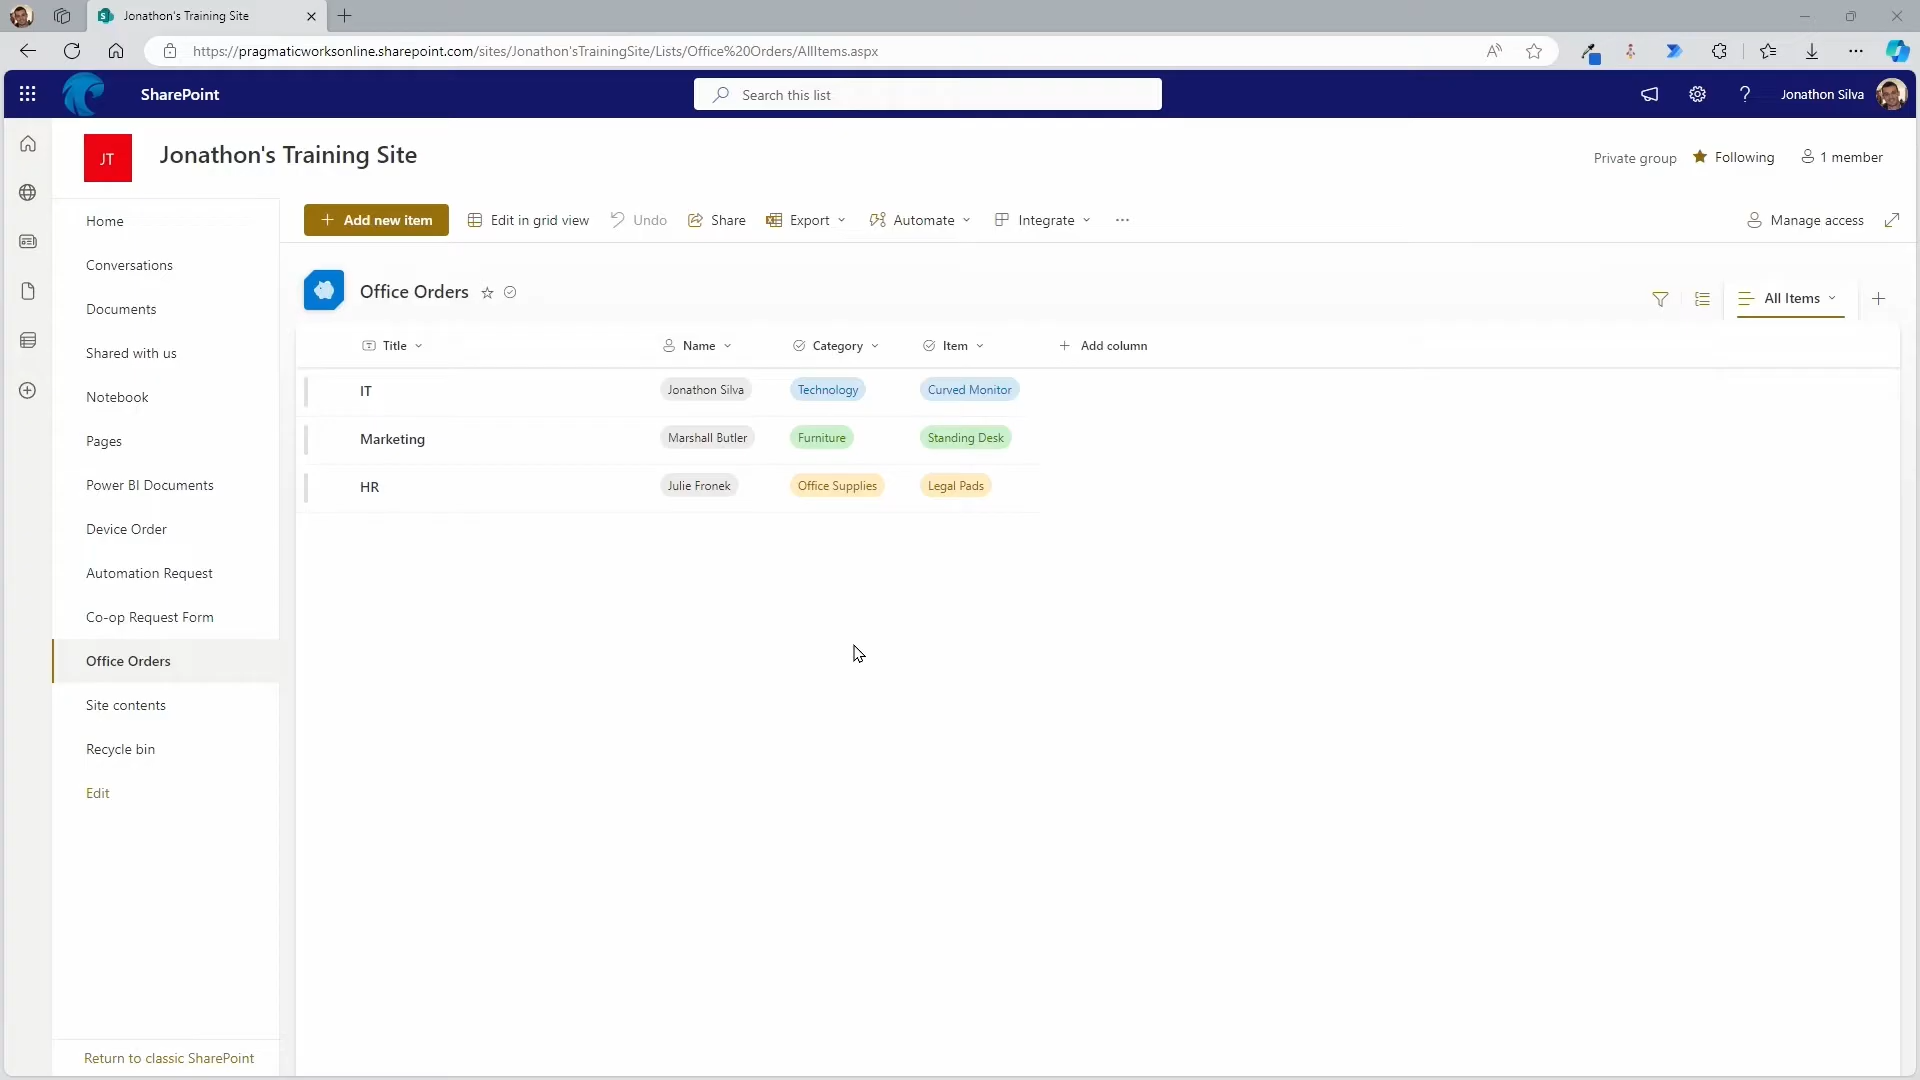 Jonathon's Training Site
https://pragmaticworksonline.sharepoint.com/sites/Jonathon'sTrainingSite/Lists/Office%20Orders/AllItems.aspx
SharePoint
Search this list
Jonathon Silva
JT
Jonathon's Training Site
Private group
Following
1 member
Home
Conversations
Documents
Shared with us
Notebook
Pages
Power BI Documents
Device Order
Automation Request
Co-op Request Form
Office Orders
Site contents
Recycle bin
Edit
Return to classic SharePoint
+ Add new item
Edit in grid view
Undo
Share
Export
Automate
Integrate
...
Manage access
Office Orders
All Items
Title Name Category Item + Add column
IT Jonathon Silva Technology Curved Monitor
Marketing Marshall Butler Furniture Standing Desk
HR Julie Fronek Office Supplies Legal Pads